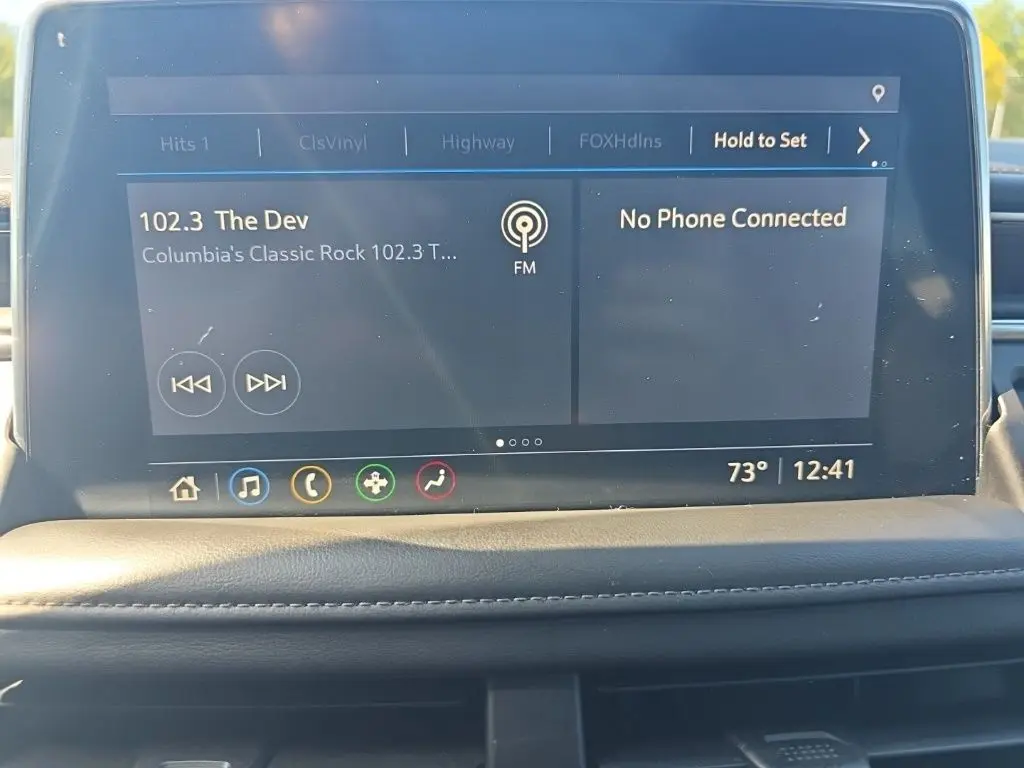 Hits 1 ClsVinyl Highway FOXHdlns Hold to Set
102.3 The Dev
Columbia's Classic Rock 102.3 T...
FM
No Phone Connected
73° 12:41